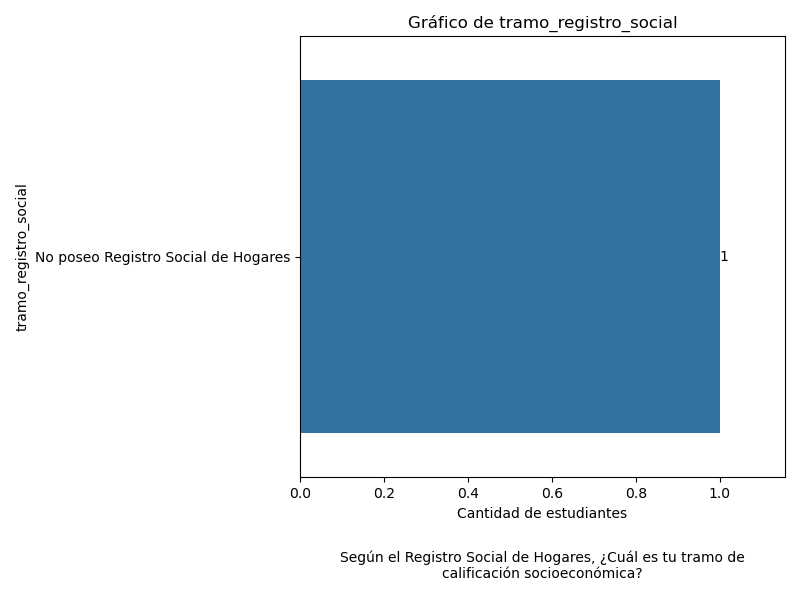 Gráfico de tramo_registro_social
tramo_registro_social
No poseo Registro Social de Hogares
1
0.0 0.2 0.4 0.6 0.8 1.0
Cantidad de estudiantes
Según el Registro Social de Hogares, ¿Cuál es tu tramo de
calificación socioeconómica?